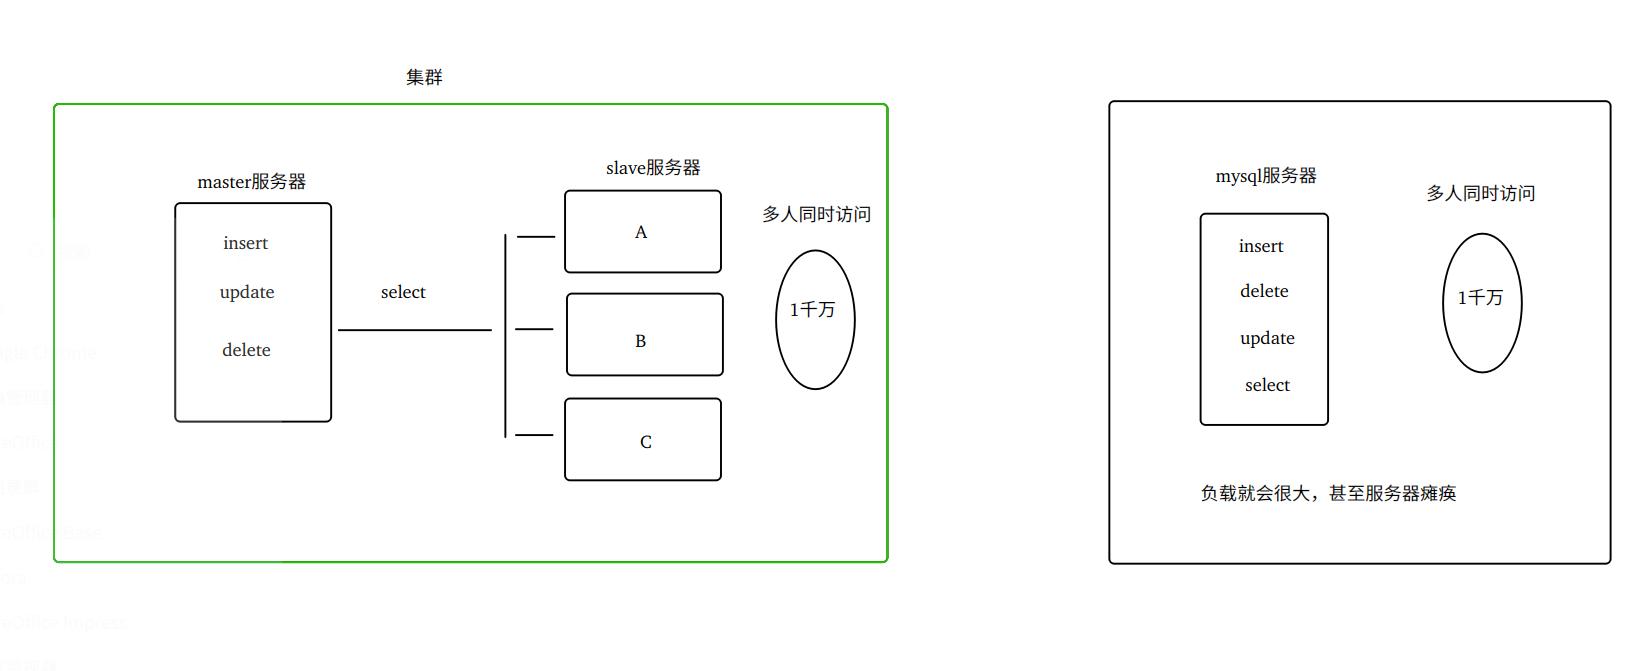 集群
master服务器
insert
update
delete
select
slave服务器
A
B
C
多人同时访问
1千万
mysql服务器
insert
delete
update
select
多人同时访问
1千万
负载就会很大，甚至服务器瘫痪